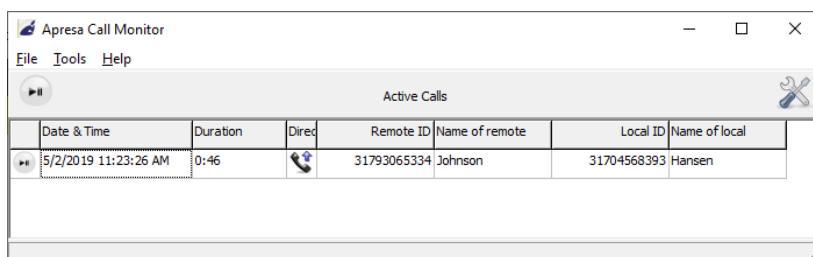 Apresa Call Monitor
File Tools Help
Active Calls
Date & Time Duration Direc Remote ID Name of remote Local ID Name of local
5/2/2019 11:23:26 AM 0:46 31793065334 Johnson 31704568393 Hansen